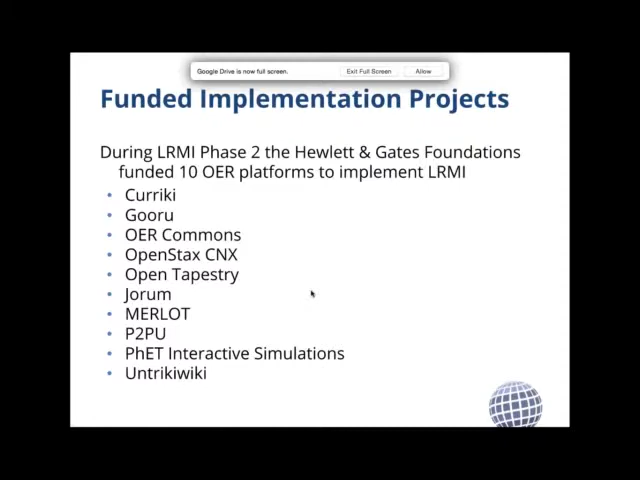 Google Drive is now full screen. Exit Full Screen Allow
Funded Implementation Projects
During LRMI Phase 2 the Hewlett & Gates Foundations
funded 10 OER platforms to implement LRMI
• Curriki
• Gooru
• OER Commons
• OpenStax CNX
• Open Tapestry
• Jorum
• MERLOT
• P2PU
• PhET Interactive Simulations
• Untrikiwiki